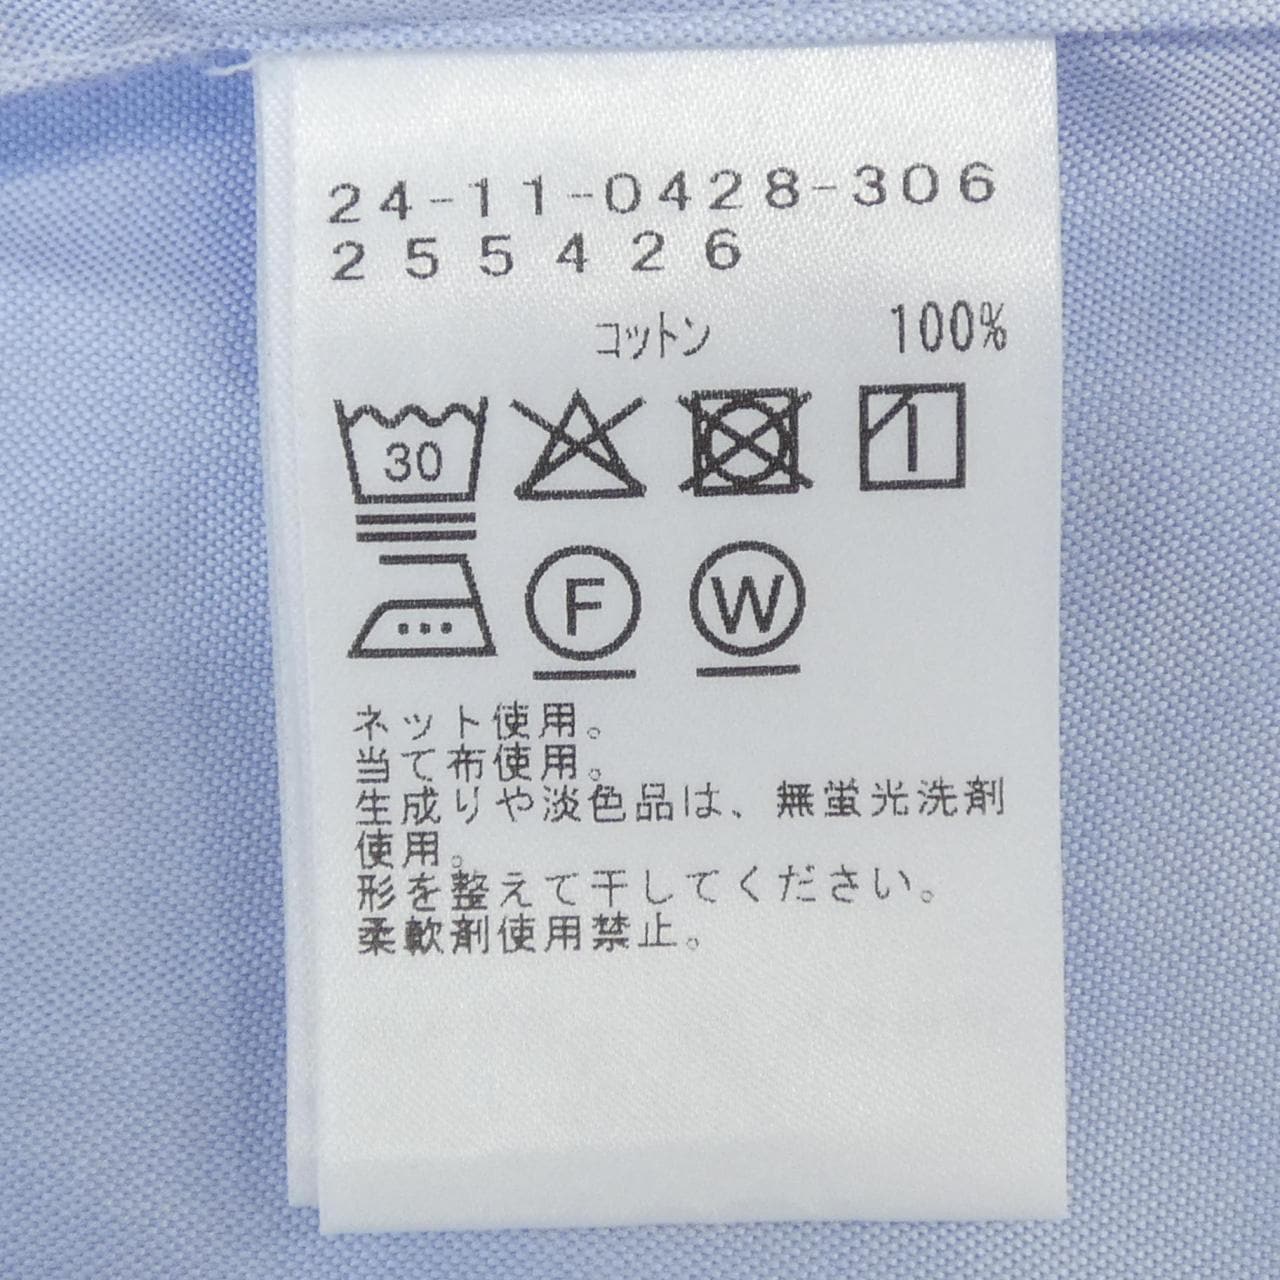 24-11-0428-306
255426
コットン 100%
30
F W
ネット使用。
当て布使用。
生成りや淡色品は、無蛍光洗剤
使用。
形を整えて干してください。
柔軟剤使用禁止。